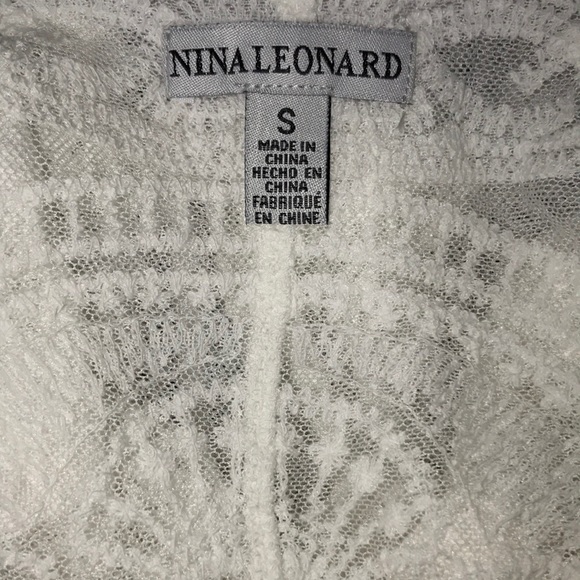 NINA LEONARD
S
MADE IN
CHINA
HECHO EN
CHINA
FABRIQUÉ
EN CHINE